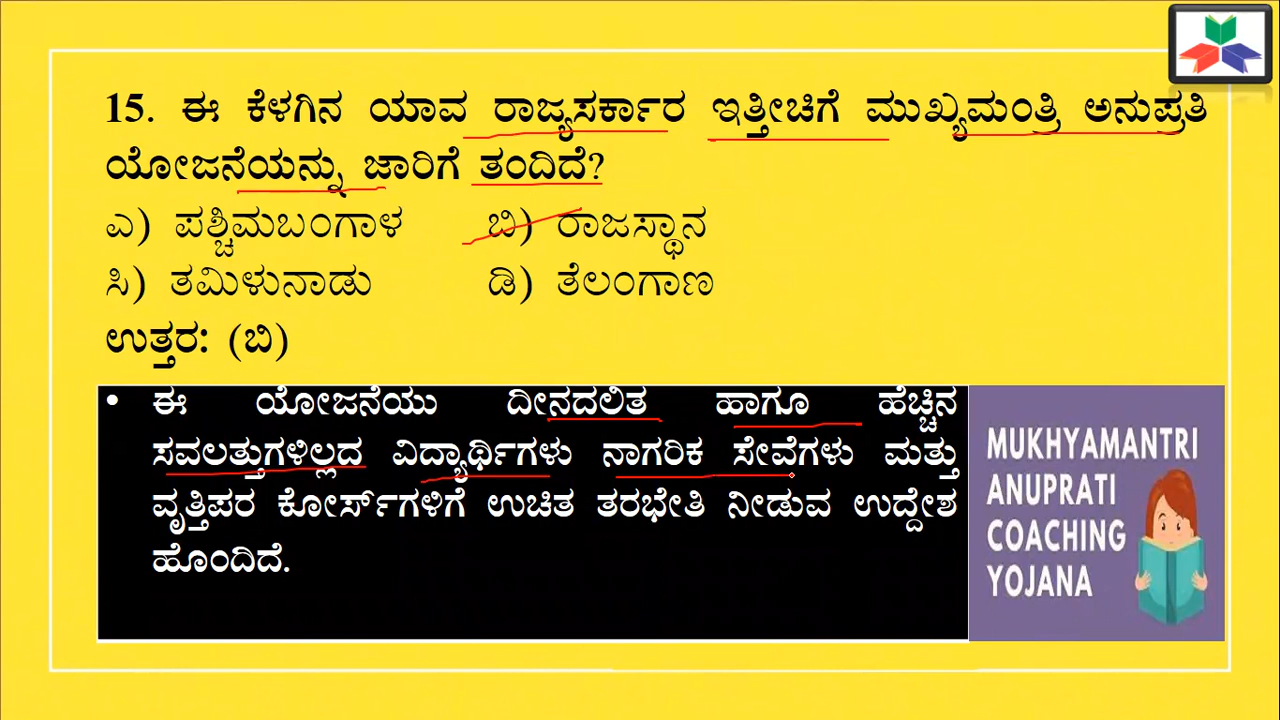 15. ಈ ಕೆಳಗಿನ ಯಾವ ರಾಜ್ಯಸರ್ಕಾರ ಇತ್ತೀಚಿಗೆ ಮುಖ್ಯಮಂತ್ರಿ ಅನುಪ್ರತಿ
ಯೋಜನೆಯನ್ನು ಜಾರಿಗೆ ತಂದಿದೆ?
ಎ) ಪಶ್ಚಿಮಬಂಗಾಳ ಬಿ) ರಾಜಸ್ಥಾನ
ಸಿ) ತಮಿಳುನಾಡು ಡಿ) ತೆಲಂಗಾಣ
ಉತ್ತರ: (ಬಿ)
• ಈ ಯೋಜನೆಯು ದೀನದಲಿತ ಹಾಗೂ ಹೆಚ್ಚಿನ
ಸವಲತ್ತುಗಳಿಲ್ಲದ ವಿದ್ಯಾರ್ಥಿಗಳು ನಾಗರಿಕ ಸೇವೆಗಳು ಮತ್ತು
ವೃತ್ತಿಪರ ಕೋರ್ಸ್‌ಗಳಿಗೆ ಉಚಿತ ತರಭೇತಿ ನೀಡುವ ಉದ್ದೇಶ
ಹೊಂದಿದೆ.
MUKHYAMANTRI
ANUPRATI
COACHING
YOJANA